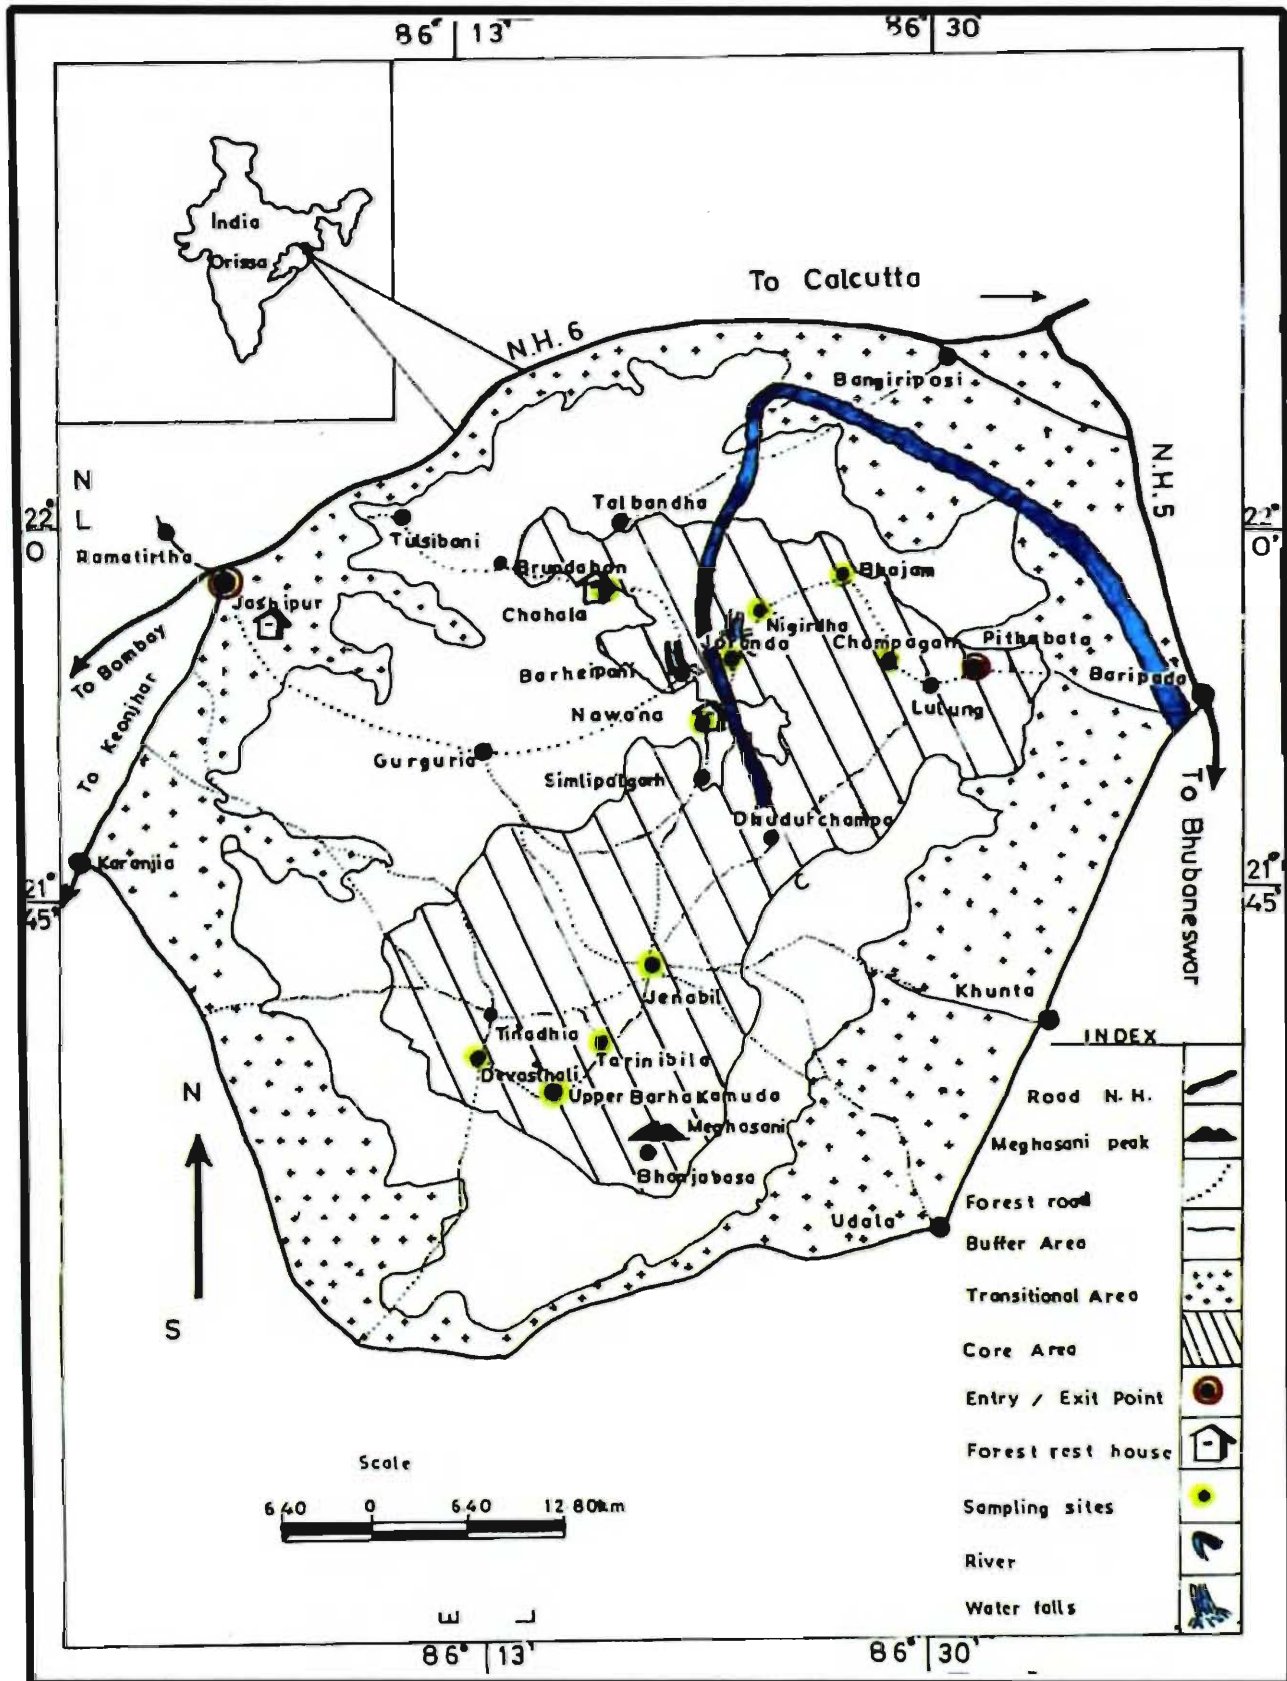 86° 13'
86° 30'
India
Orissa
To Calcutta
N.H. 6
Bangiriposi
N.H. 5
N
L
22°
0'
22°
0'
Talbandha
Tulsibani
Ramatirtha
Brundaban
Bhajam
Jashipur
Chahala
Nigirdha
Joranda
Champagarh
Pithabata
To Bombay
Barheipani
Baripada
Nawana
Lulung
To Keonjhar
Gurguria
Simlipalgarh
Dhudurchampa
To Bhubaneswar
Karanjia
21°
45'
21°
45'
Jenabil
Khunta
Tinadhia
INDEX
Tarinibila
Devasthali
Upper Barha Kamuda
Road N.H.
N
Meghasani
Meghasani peak
Bhanjabasa
Forest road
Udala
Buffer Area
Transitional Area
S
Core Area
Entry / Exit Point
Forest rest house
Scale
6.40 0 6.40 12.80km
Sampling sites
River
Water falls
E L
86° 13'
86° 30'